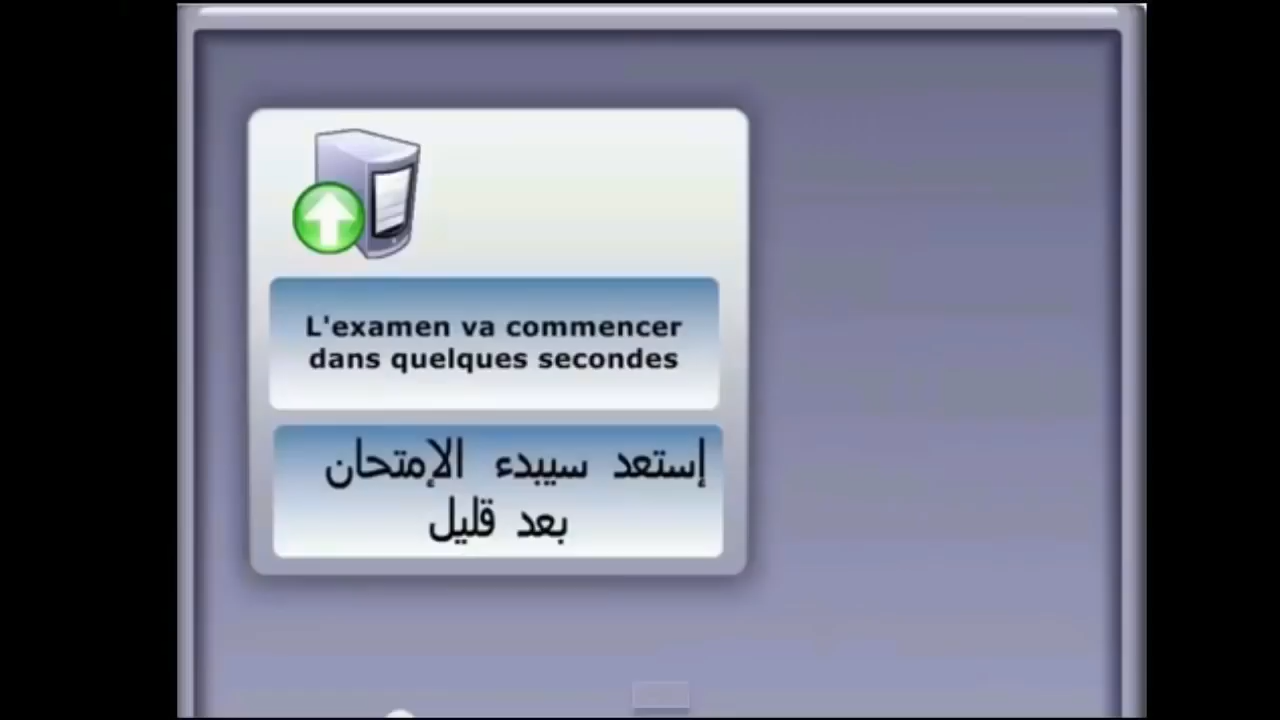 L'examen va commencer
dans quelques secondes
إستعد سيبدء الإمتحان
بعد قليل